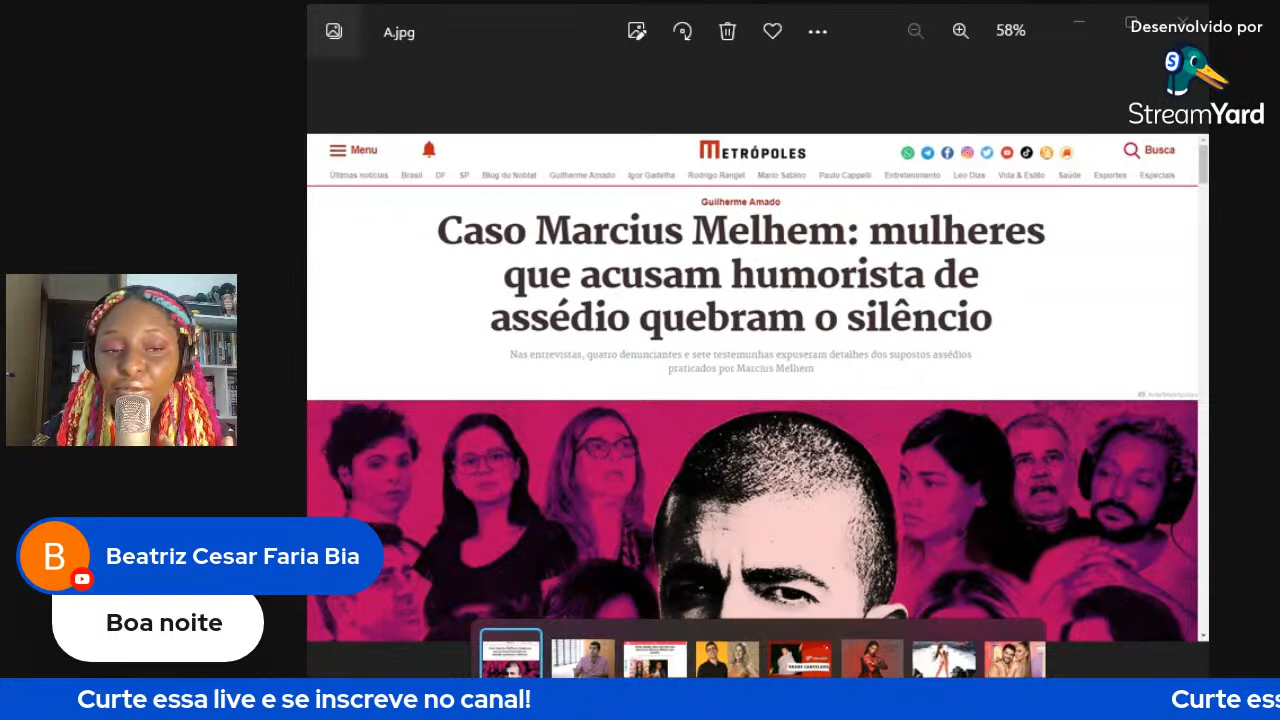 A.jpg
58%
Desenvolvido por
S
StreamYard
Menu
METRÓPOLES
Busca
Últimas notícias Brasil DF SP Blog do Noblat Guilherme Amado Igor Gadelha Rodrigo Rangel Mario Sabino Paulo Cappelli Entretenimento Leo Dias Vida & Estilo Saúde Esportes Especiais
Guilherme Amado
Caso Marcius Melhem: mulheres
que acusam humorista de
assédio quebram o silêncio
Nas entrevistas, quatro denunciantes e sete testemunhas expuseram detalhes dos supostos assédios
praticados por Marcius Melhem
Arte/Metrópoles
B
Beatriz Cesar Faria Bia
Boa noite
Curte essa live e se inscreve no canal!
Curte ess